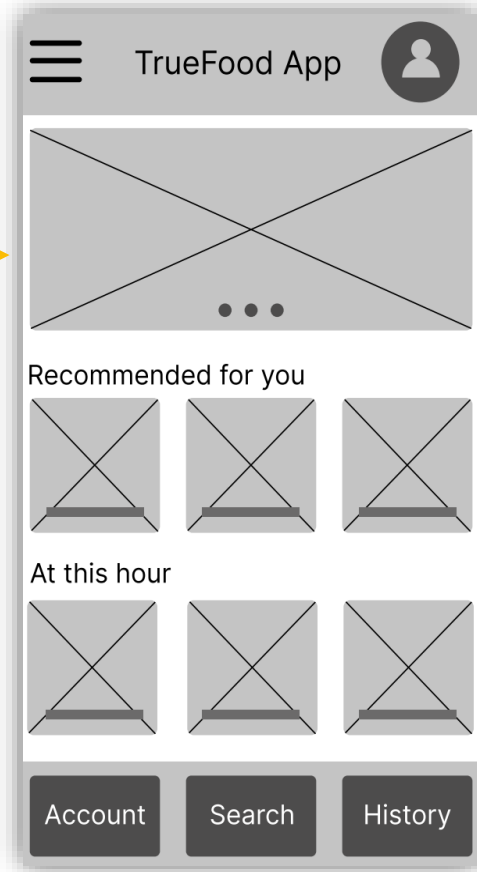 TrueFood App
Recommended for you
At this hour
Account Search History